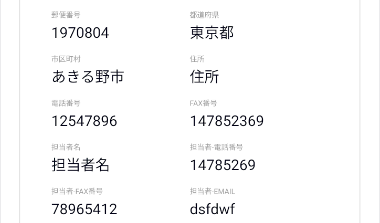 郵便番号 都道府県
1970804 東京都
市区町村 住所
あきる野市 住所
電話番号 FAX番号
12547896 147852369
担当者名 担当者-電話番号
担当者名 14785269
担当者-FAX番号 担当者-EMAIL
78965412 dsfdwf